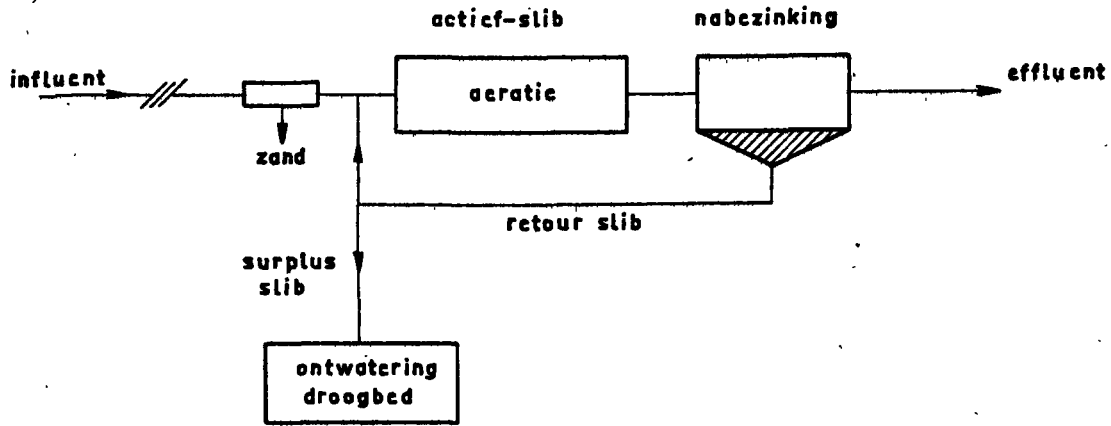 actief-slib
nabezinking
influent
aeratie
effluent
zand
retour slib
surplus
slib
ontwatering
droogbed